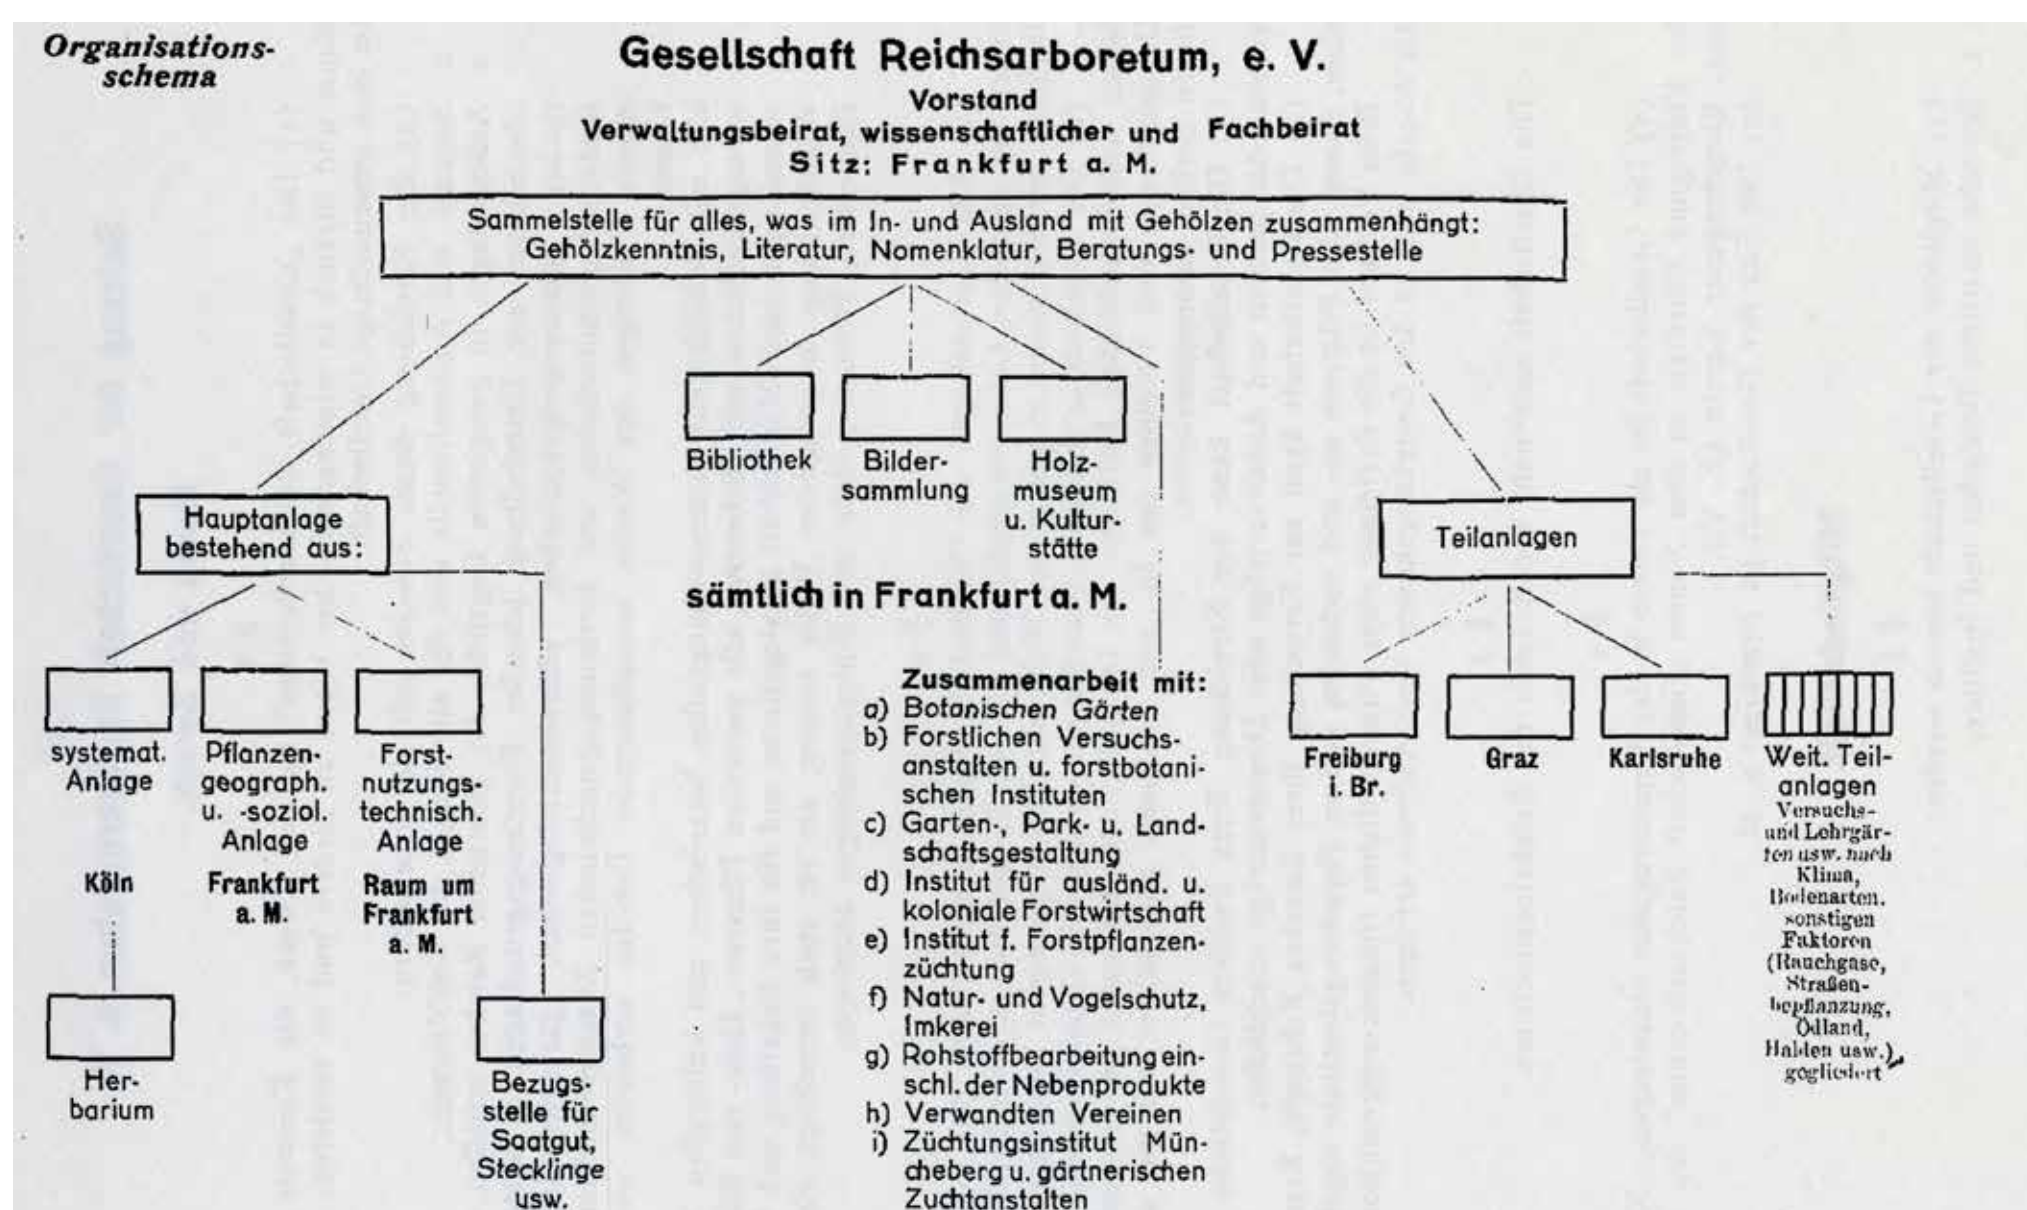 Organisations-
schema
Gesellschaft Reichsarboretum, e. V.
Vorstand
Verwaltungsbeirat, wissenschaftlicher und Fachbeirat
Sitz: Frankfurt a. M.
Sammelstelle für alles, was im In- und Ausland mit Gehölzen zusammenhängt:
Gehölzkenntnis, Literatur, Nomenklatur, Beratungs- und Pressestelle
Bibliothek
Bilder-
sammlung
Holz-
museum
u. Kultur-
stätte
sämtlich in Frankfurt a. M.
Hauptanlage
bestehend aus:
systemat.
Anlage
Köln
Her-
barium
Pflanzen-
geograph.
u. -soziol.
Anlage
Frankfurt
a. M.
Forst-
nutzungs-
technisch.
Anlage
Raum um
Frankfurt
a. M.
Bezugs-
stelle für
Saatgut,
Stecklinge
usw.
Zusammenarbeit mit:
a) Botanischen Gärten
b) Forstlichen Versuchs-
anstalten u. forstbotani-
schen Instituten
c) Garten-, Park- u. Land-
schaftsgestaltung
d) Institut für ausländ. u.
koloniale Forstwirtschaft
e) Institut f. Forstpflanzen-
züchtung
f) Natur- und Vogelschutz,
Imkerei
g) Rohstoffbearbeitung ein-
schl. der Nebenprodukte
h) Verwandten Vereinen
i) Züchtungsinstitut Mün-
cheberg u. gärtnerischen
Zuchtanstalten
Teilanlagen
Freiburg
i. Br.
Graz
Karlsruhe
Weit. Teil-
anlagen
Versuchs-
und Lehrgär-
ten usw. nach
Klima,
Bodenarten,
sonstigen
Faktoren
(Rauchgase,
Straßen-
bepflanzung,
Ödland,
Halden usw.)
gegliedert